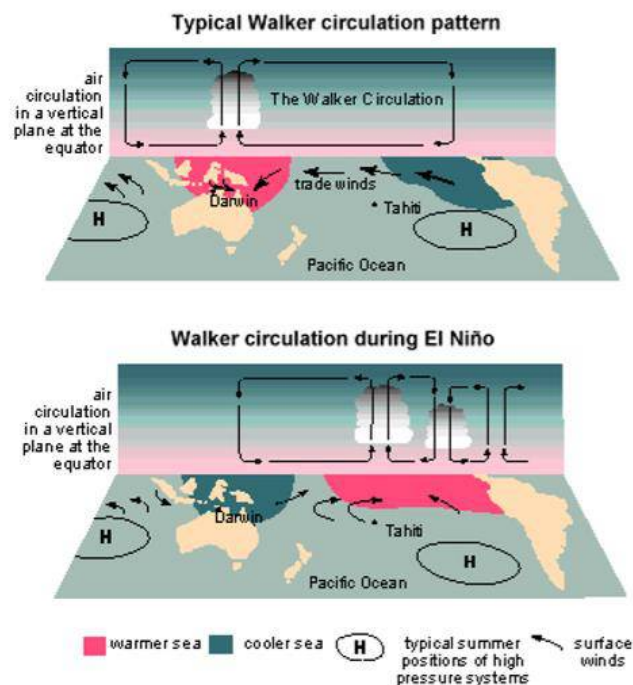 Typical Walker circulation pattern
air
circulation
in a vertical
plane at the
equator
The Walker Circulation
trade winds
Darwin
Tahiti
H
H
Pacific Ocean
Walker circulation during El Niño
air
circulation
in a vertical
plane at the
equator
Darwin
Tahiti
H
H
Pacific Ocean
warmer sea
cooler sea
H
typical summer
positions of high
pressure systems
surface
winds